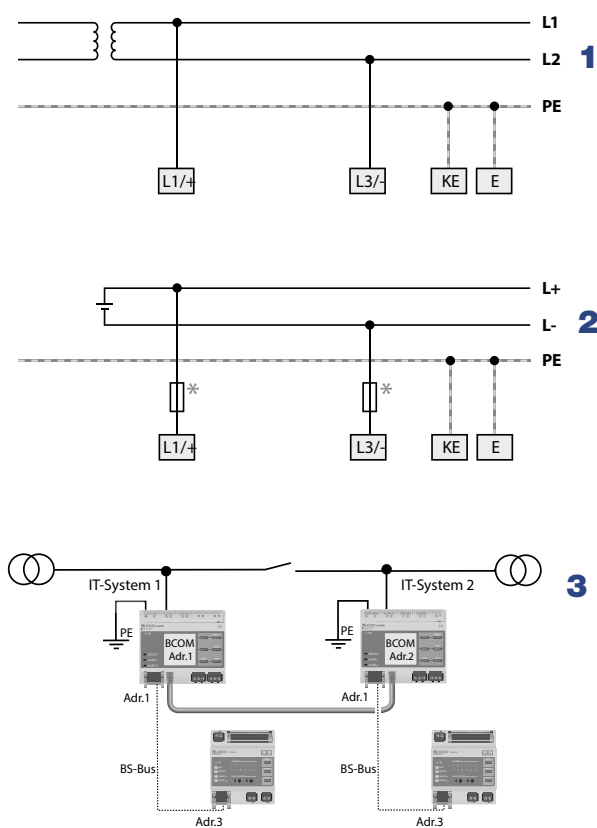 L1
L2 1
PE
L1/+ L3/- KE E
L+
L- 2
PE
* *
L1/+ L3/- KE E
IT-System 1 IT-System 2 3
PE BCOM Adr.1 PE BCOM Adr.2
Adr.1 Adr.1
BS-Bus BS-Bus
Adr.3 Adr.3